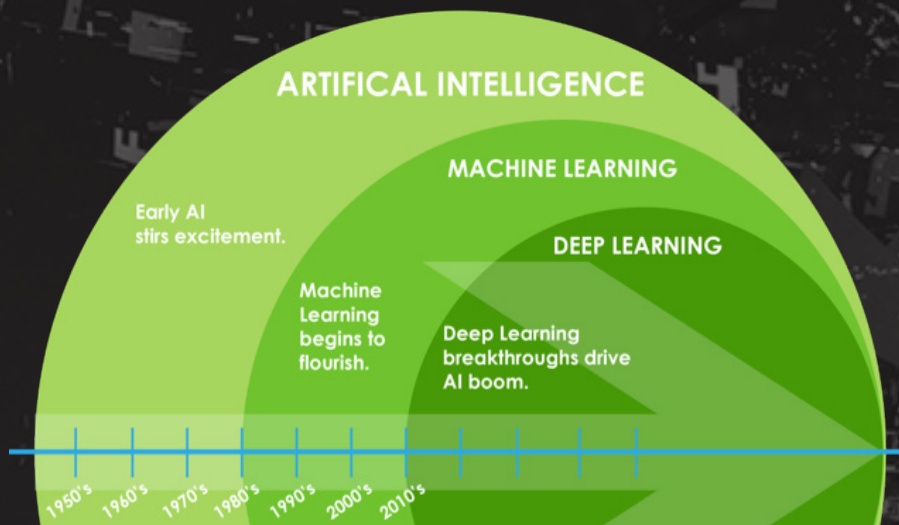 ARTIFICAL INTELLIGENCE
MACHINE LEARNING
DEEP LEARNING
Early AI
stirs excitement.
Machine
Learning
begins to
flourish.
Deep Learning
breakthroughs drive
AI boom.
1950's
1960's
1970's
1980's
1990's
2000's
2010's